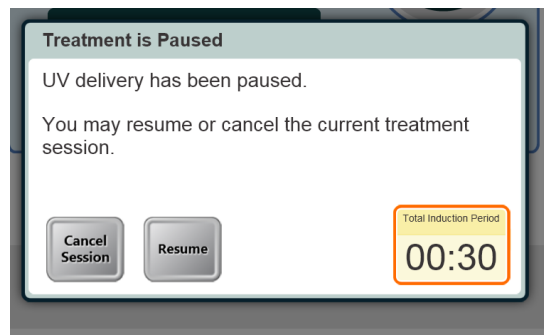 Treatment is Paused
UV delivery has been paused.
You may resume or cancel the current treatment
session.
Cancel
Session
Resume
Total Induction Period
00:30